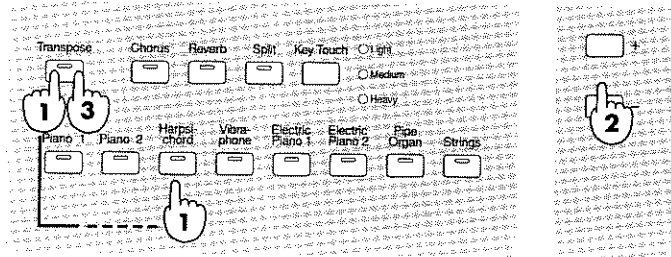 Transpose Chorus Reverb Split Key Touch Light
+
Medium
Heavy
1 3
2
Piano 1 Piano 2 Harpsi-chord Vibra-phone Electric Piano 1 Electric Piano 2 Pipe Organ Strings
1